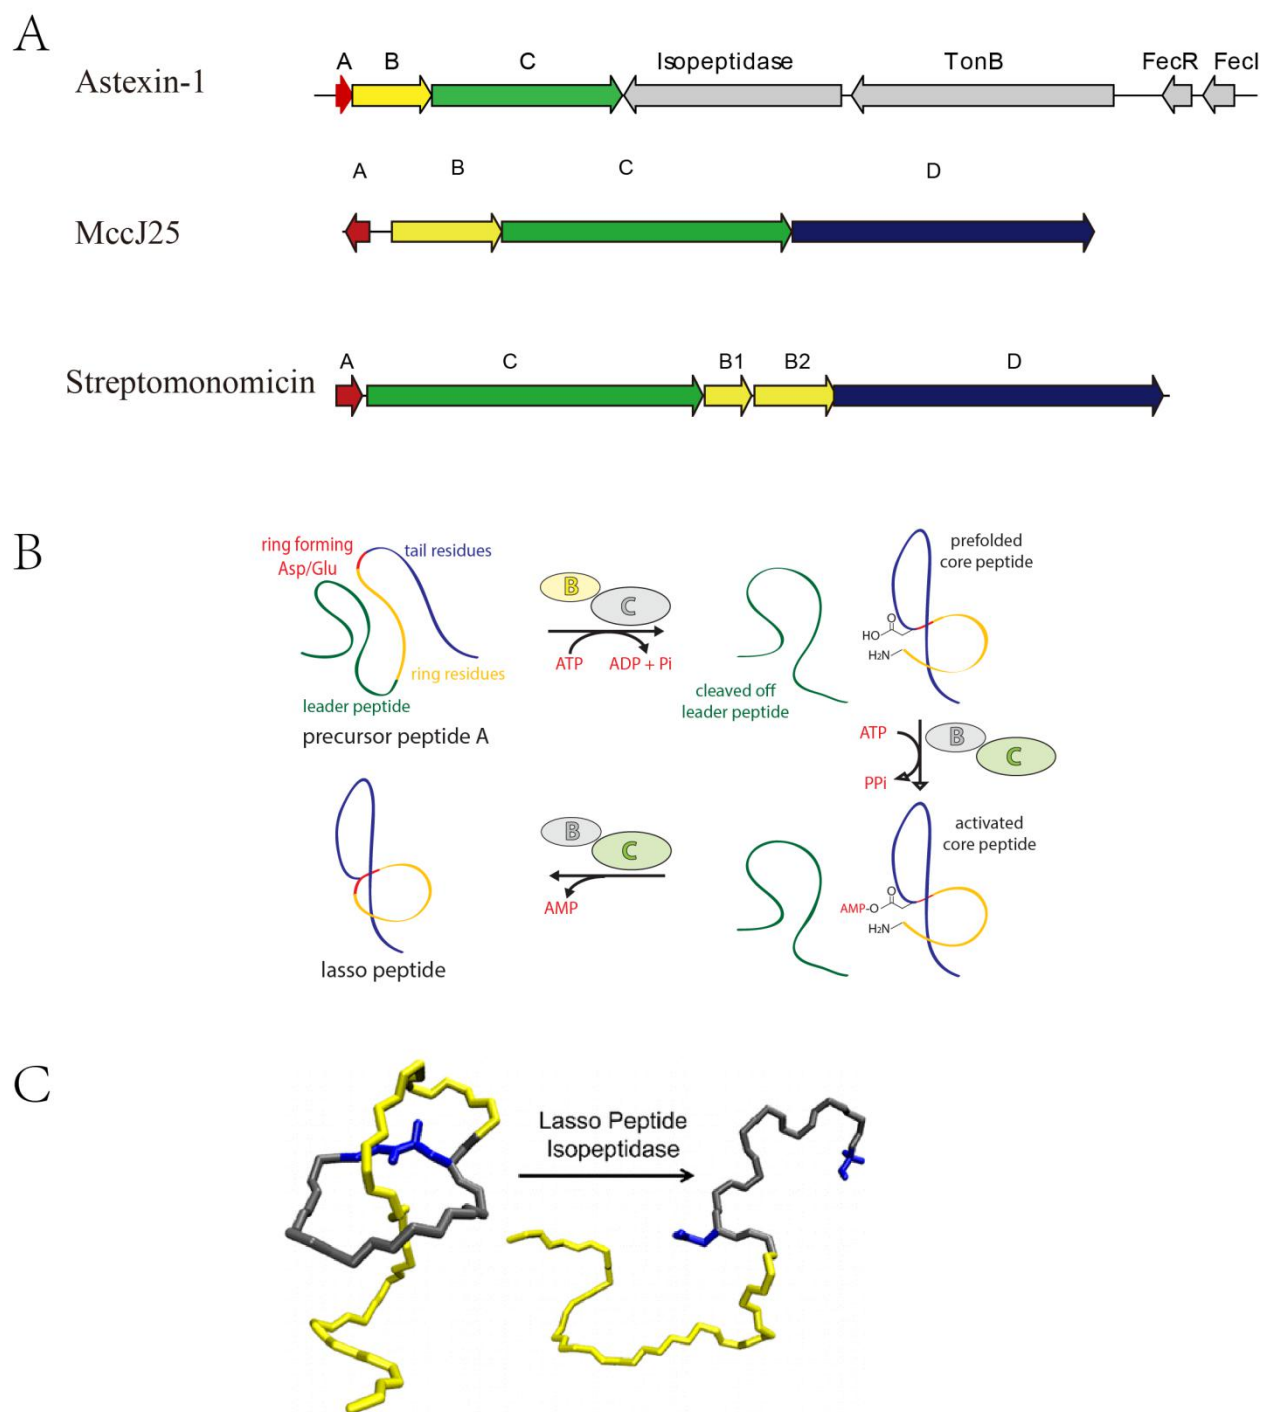 A
Astexin-1
A B C Isopeptidase TonB FecR FecI
MccJ25
A B C D
Streptomonomicin
A C B1 B2 D
B
ring forming
Asp/Glu
tail residues
ring residues
leader peptide
precursor peptide A
B
C
ATP
ADP + Pi
cleaved off
leader peptide
prefolded
core peptide
O
HO
H₂N
ATP
PPi
B
C
activated
core peptide
O
AMP-O
H₂N
B
C
AMP
lasso peptide
C
Lasso Peptide
Isopeptidase